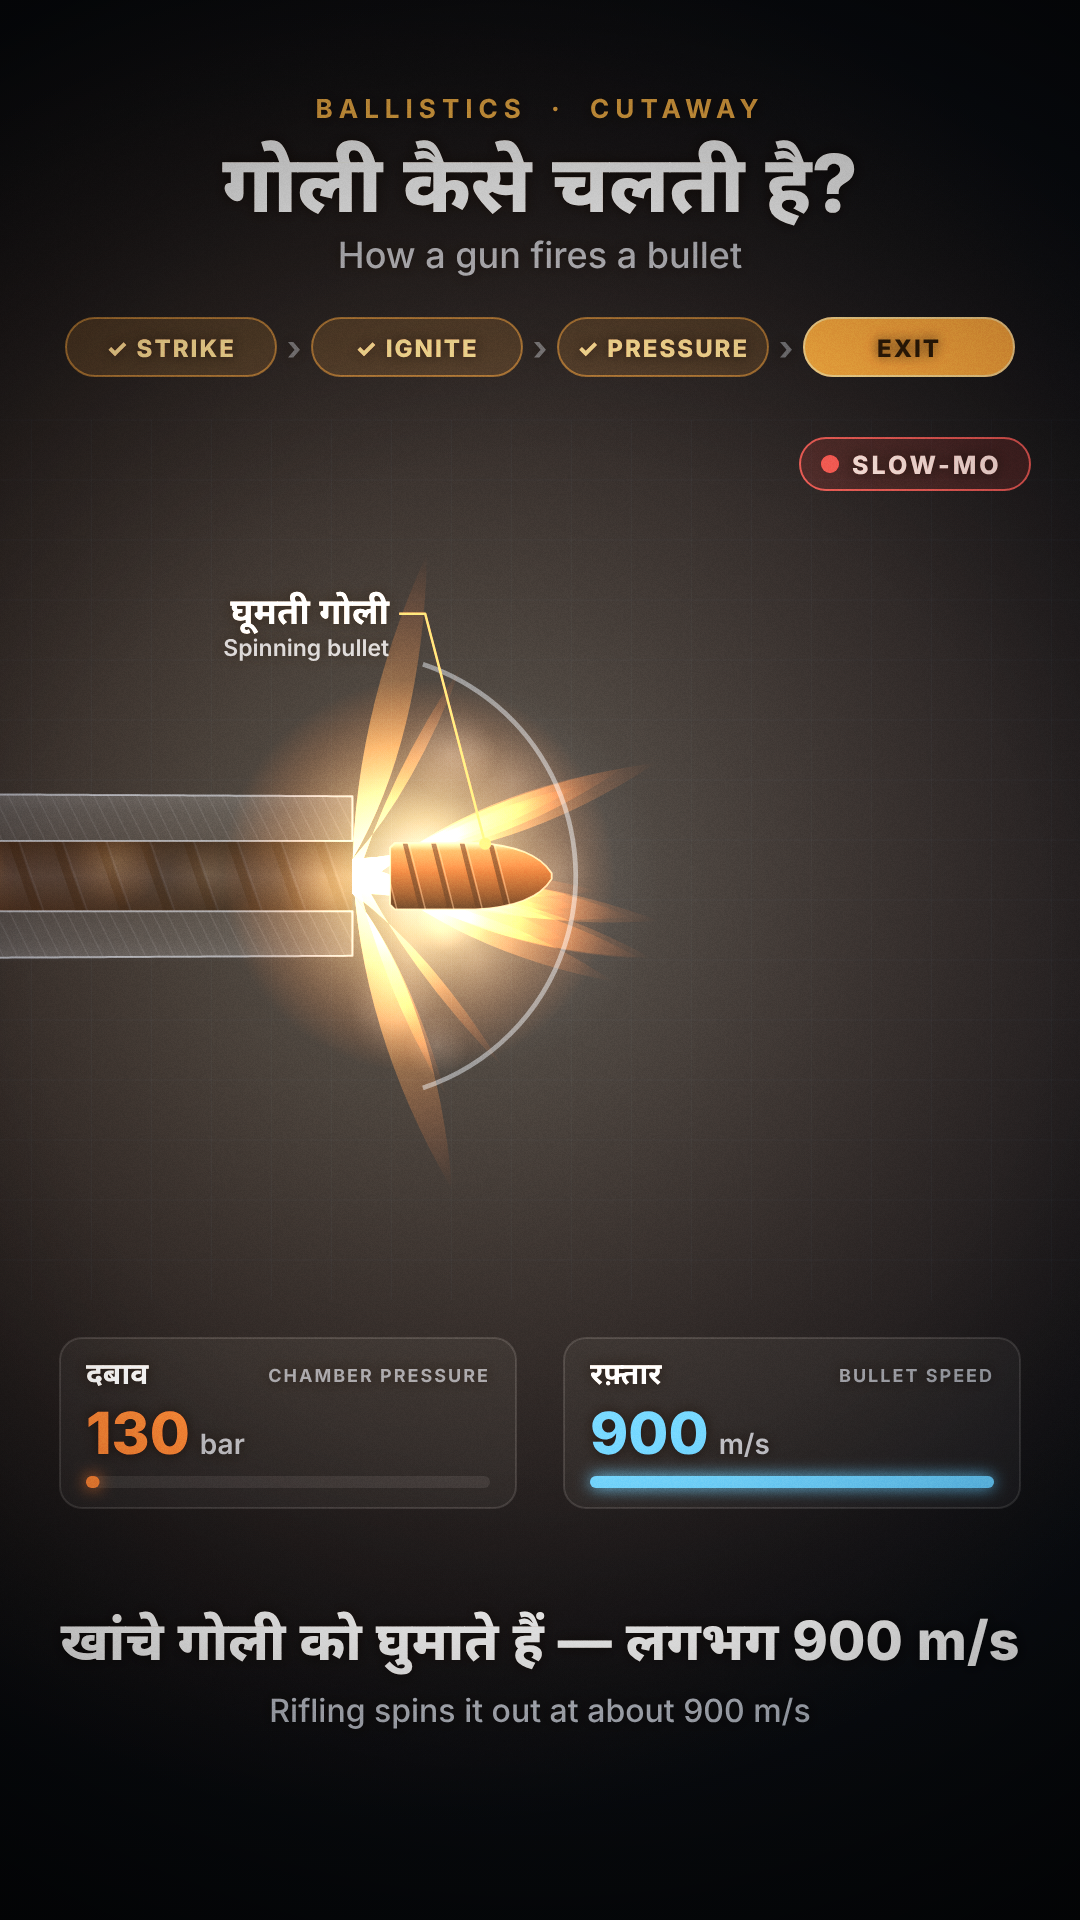 BALLISTICS · CUTAWAY
गोली कैसे चलती है?
How a gun fires a bullet
✓ STRIKE › ✓ IGNITE › ✓ PRESSURE › EXIT
SLOW-MO
घूमती गोली
Spinning bullet
दबाव CHAMBER PRESSURE
130 bar
रफ़्तार BULLET SPEED
900 m/s
खांचे गोली को घुमाते हैं — लगभग 900 m/s
Rifling spins it out at about 900 m/s